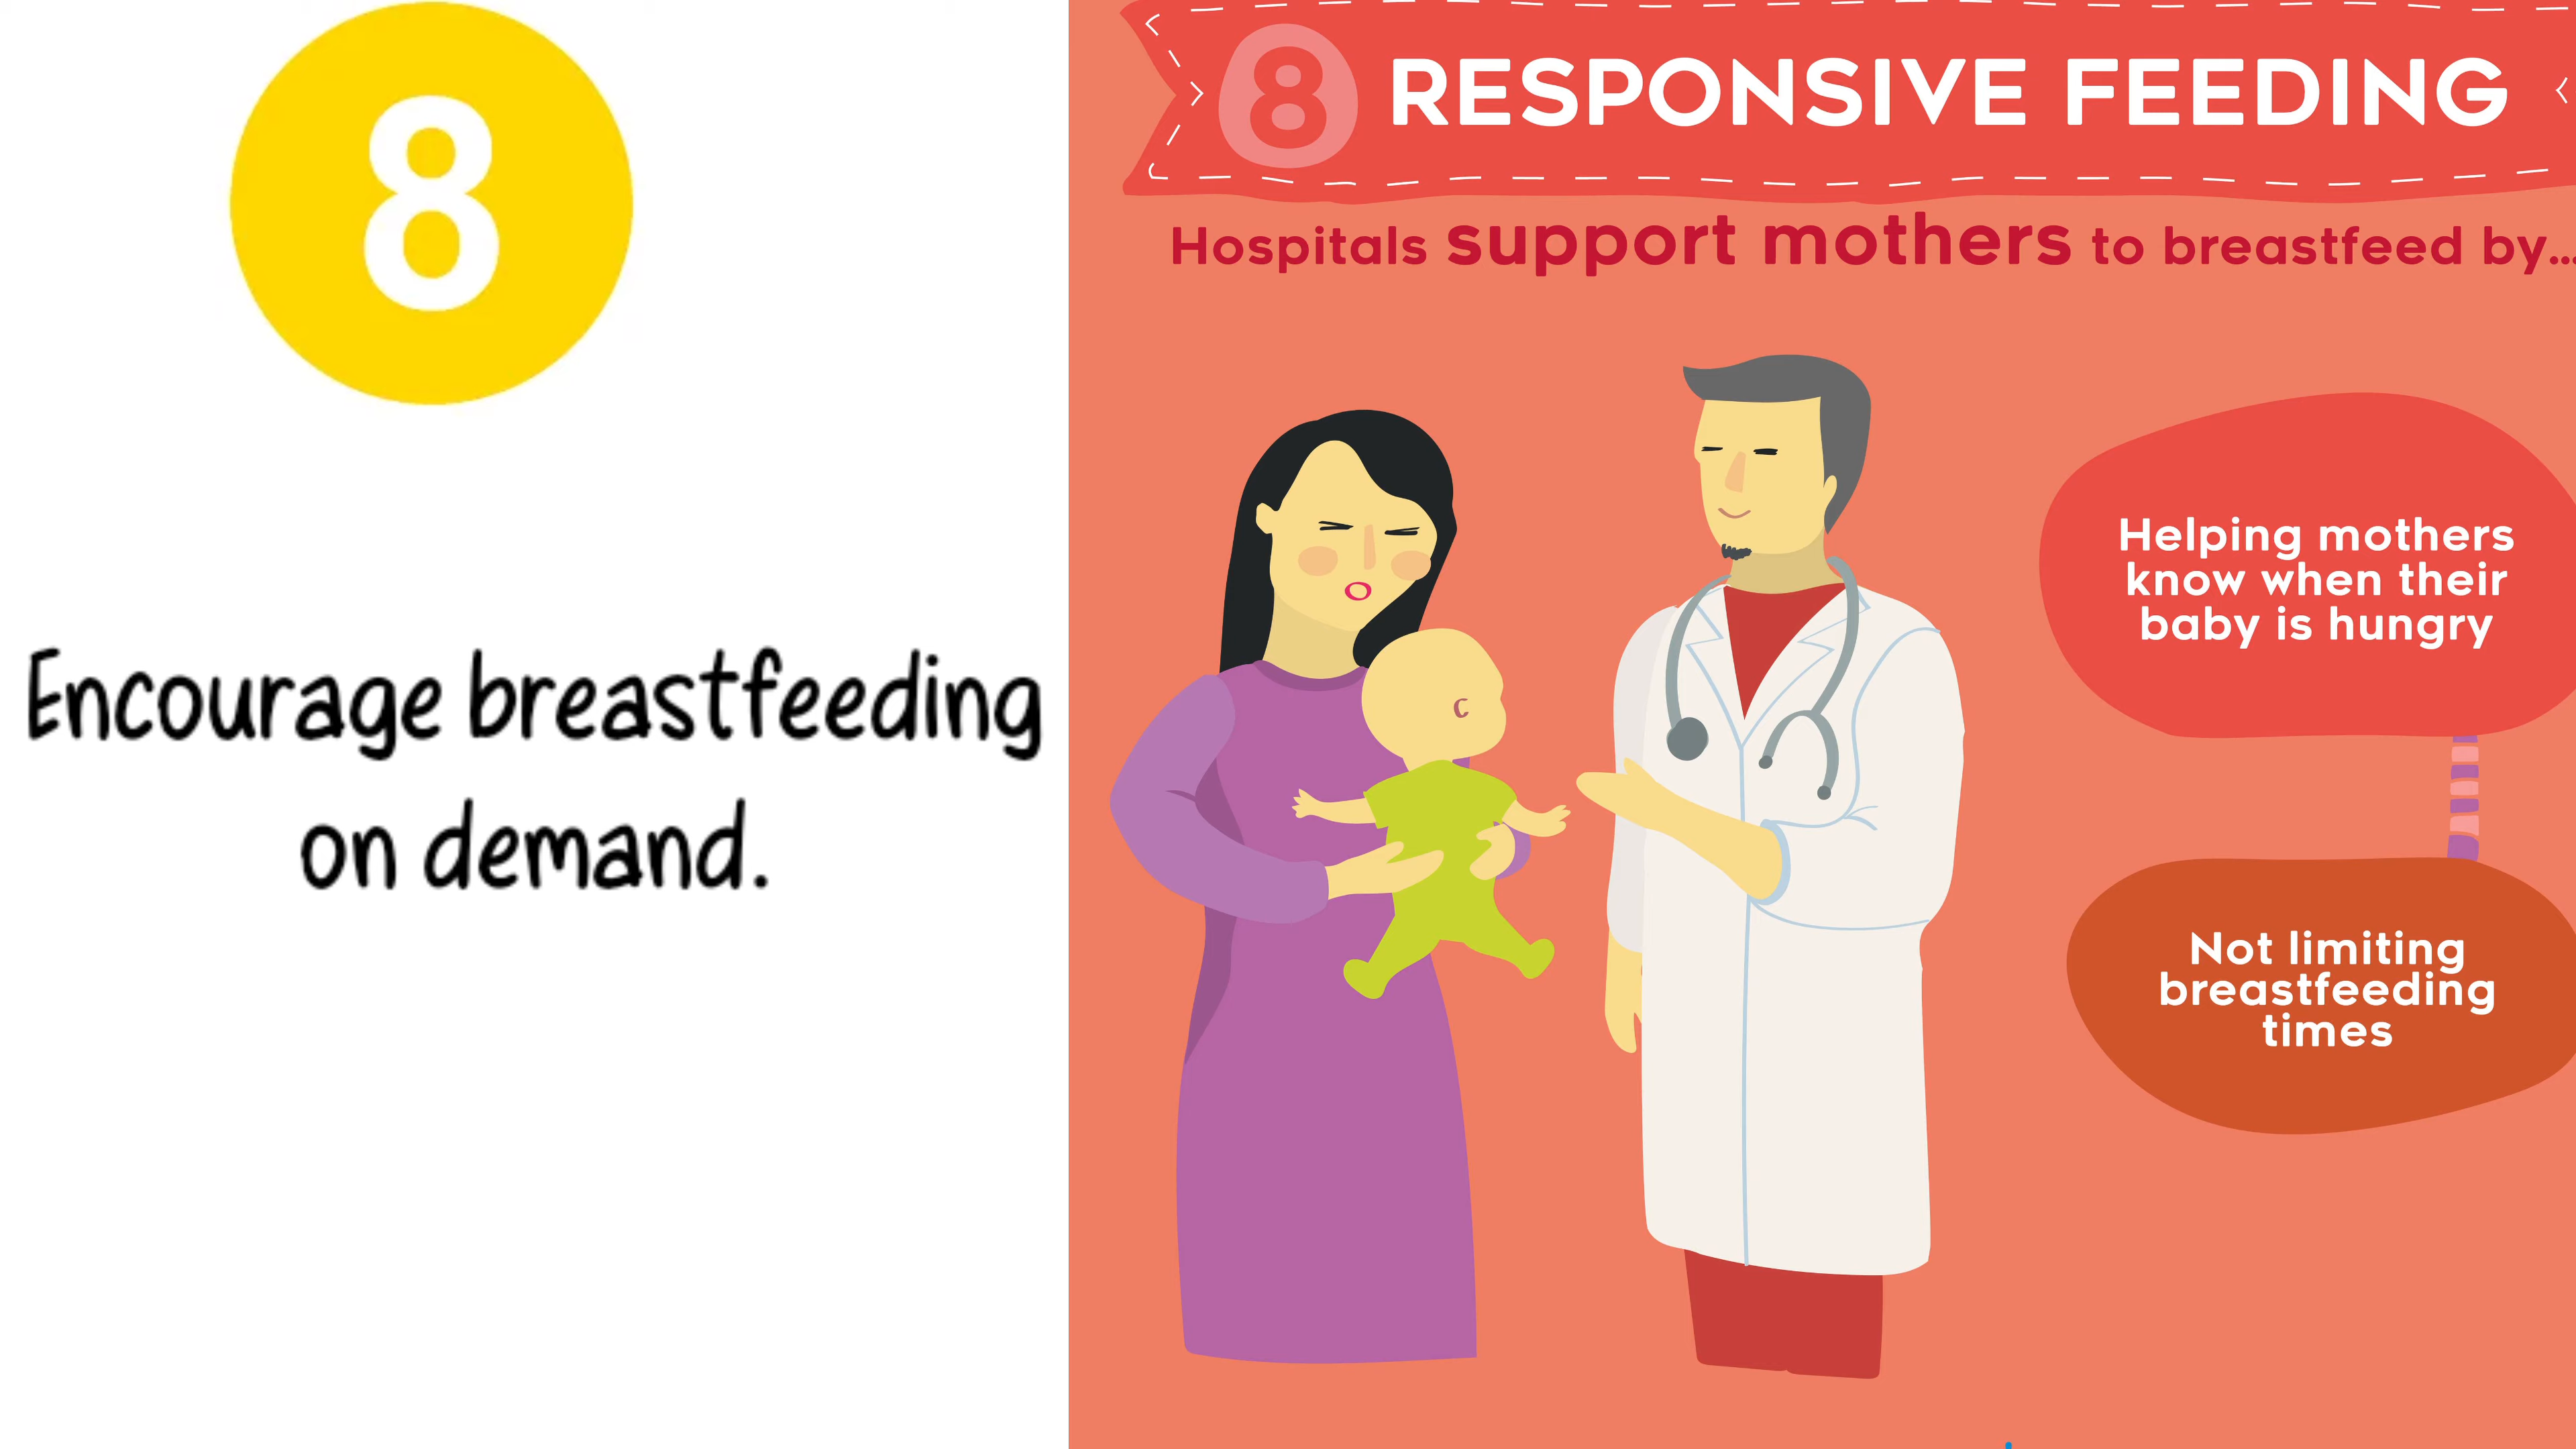 8
Encourage breastfeeding
on demand.
8 RESPONSIVE FEEDING
Hospitals support mothers to breastfeed by...
Helping mothers
know when their
baby is hungry
Not limiting
breastfeeding
times